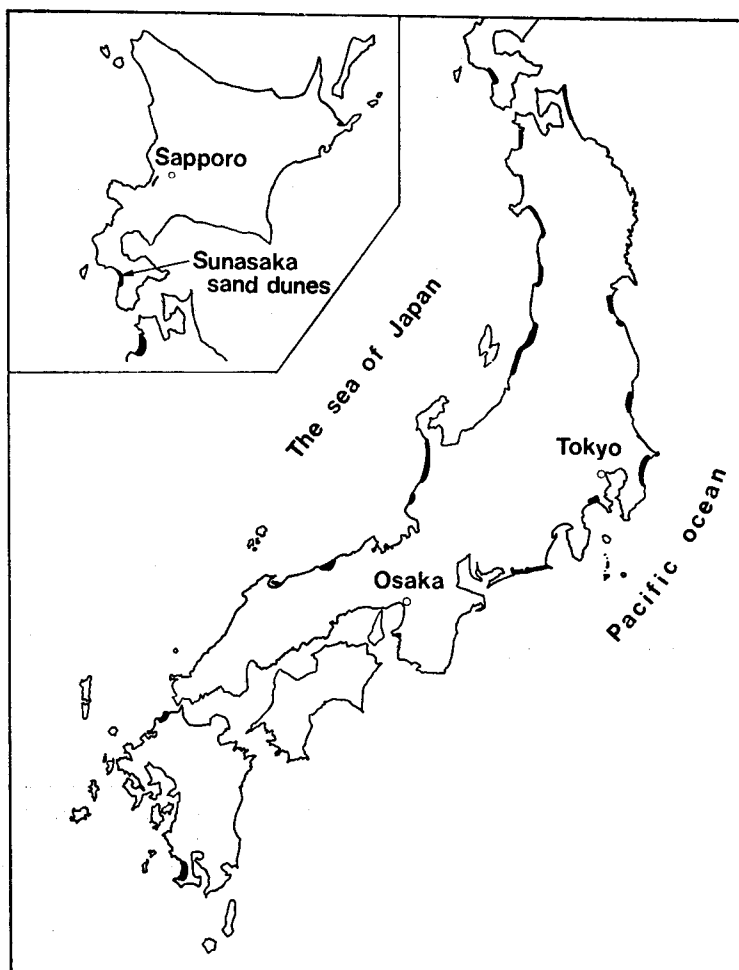 Sapporo
Sunasaka
sand dunes
The sea of Japan
Tokyo
Osaka
Pacific ocean